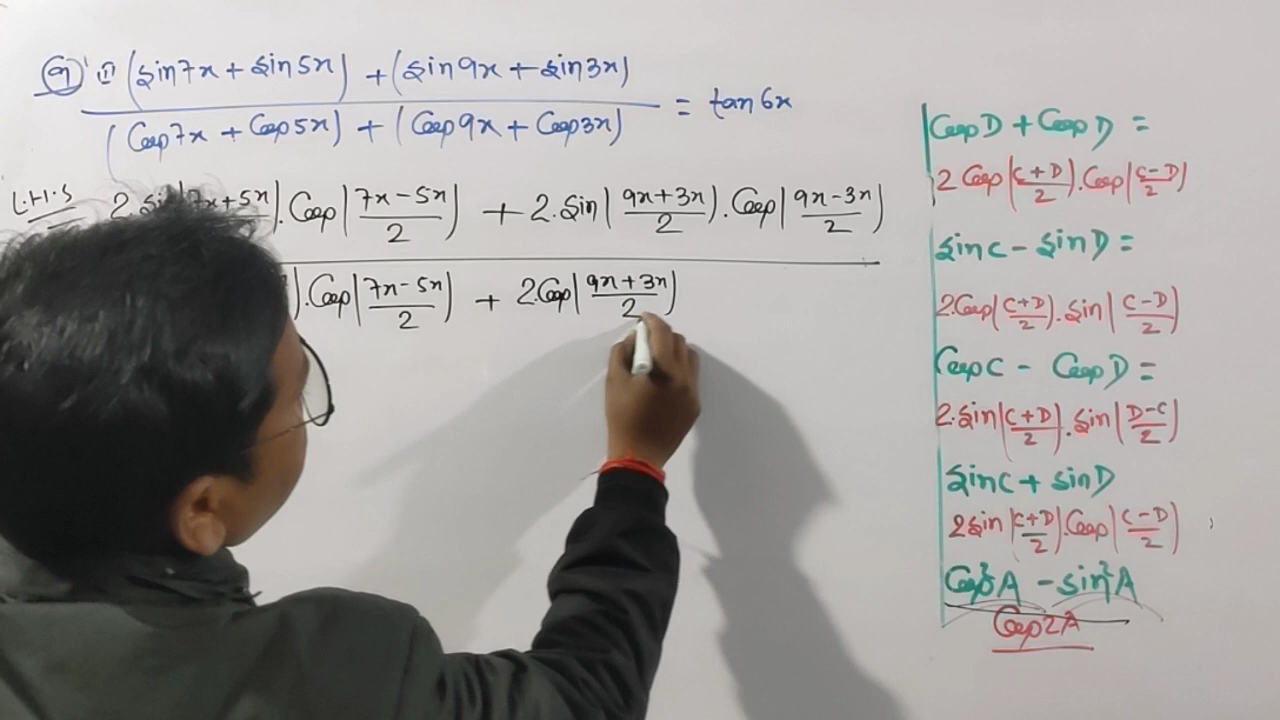 9 (i) (sin7x + sin5x) + (sin9x + sin3x)
(Cos7x + Cos5x) + (Cos9x + Cos3x) = tan6x
L.H.S 2.sin(7x+5x).Cos(7x-5x/2) + 2.sin(9x+3x/2).Cos(9x-3x/2)
).Cos(7x-5x/2) + 2.Cos(9x+3x/2)
CosD + CosD =
2Cos(C+D/2).Cos(C-D/2)
sinC - sinD =
2.Cos(C+D/2).sin(C-D/2)
CosC - CosD =
2.sin(C+D/2).sin(D-C/2)
sinC + sinD
2sin(C+D/2).Cos(C-D/2)
Cos²A - sin²A
Cos2A